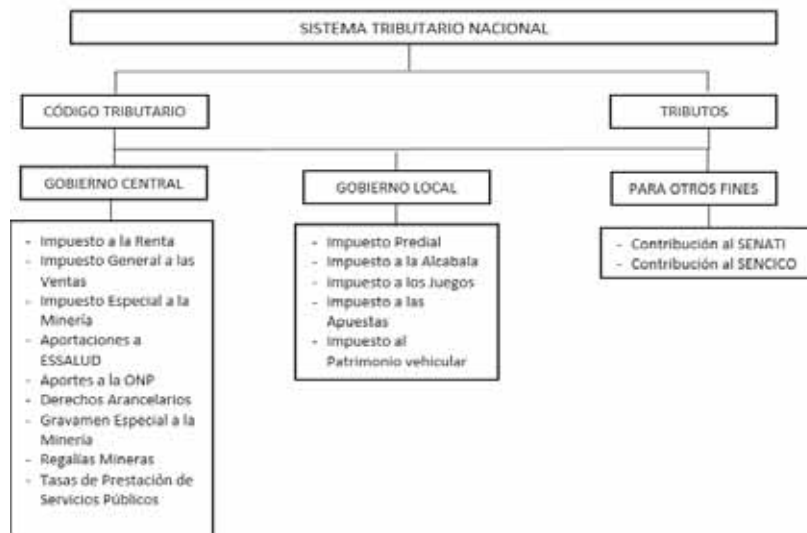 SISTEMA TRIBUTARIO NACIONAL
CÓDIGO TRIBUTARIO
TRIBUTOS
GOBIERNO CENTRAL
- Impuesto a la Renta
- Impuesto General a las
Ventas
- Impuesto Especial a la
Minería
- Aportaciones a
ESSALUD
- Aportes a la ONP
- Derechos Arancelarios
- Gravamen Especial a la
Minería
- Regalías Mineras
- Tasas de Prestación de
Servicios Públicos
GOBIERNO LOCAL
- Impuesto Predial
- Impuesto a la Alcabala
- Impuesto a los Juegos
- Impuesto a las
Apuestas
- Impuesto al
Patrimonio vehicular
PARA OTROS FINES
- Contribución al SENATI
- Contribución al SENCICO